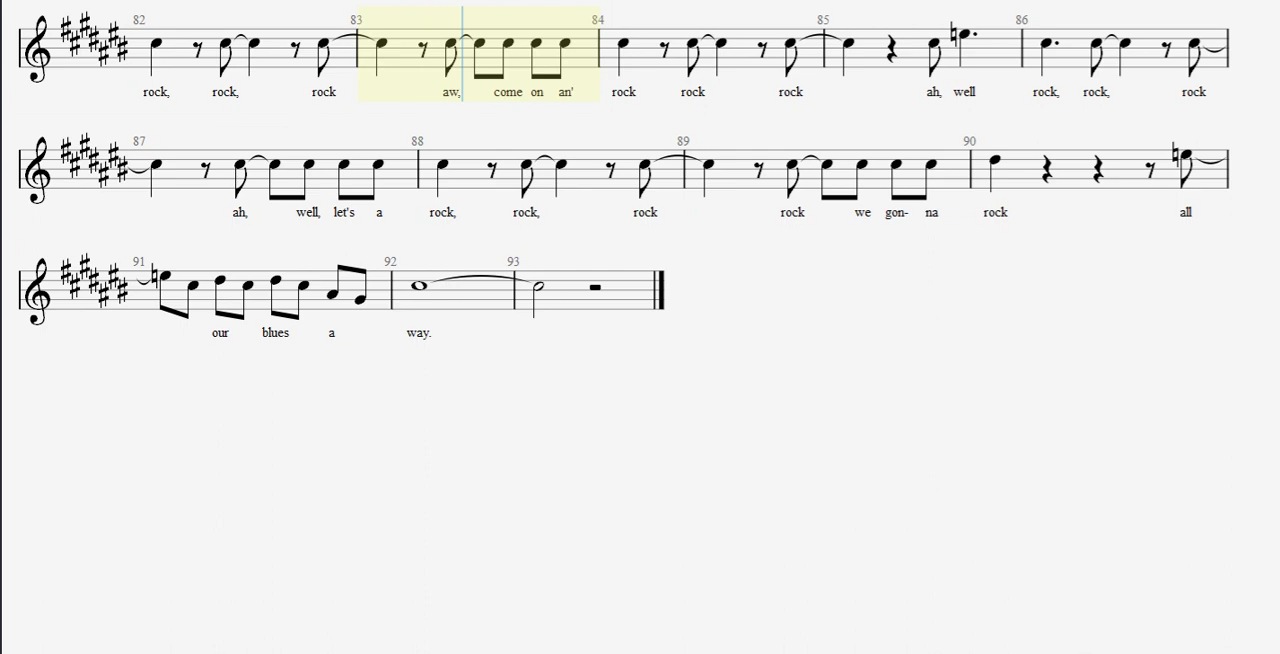 82 83 84 85 86
rock, rock, rock aw, come on an' rock rock rock ah, well rock, rock, rock
87 88 89 90
ah, well, let's a rock, rock, rock rock we gon- na rock all
91 92 93
our blues a way.